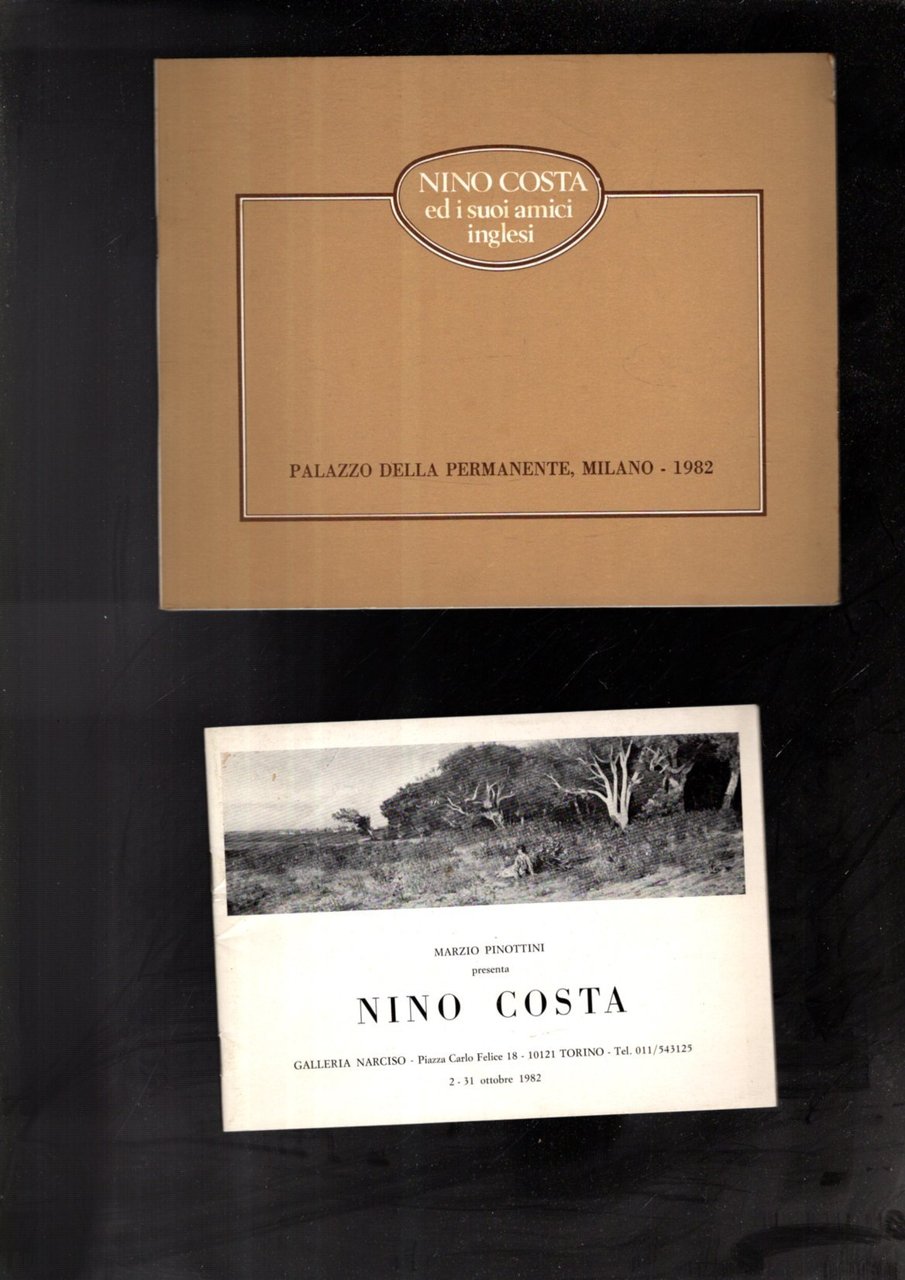 NINO COSTA
ed i suoi amici
inglesi
PALAZZO DELLA PERMANENTE, MILANO - 1982
MARZIO PINOTTINI
presenta
NINO COSTA
GALLERIA NARCISO - Piazza Carlo Felice 18 - 10121 TORINO - Tel. 011/543125
2 - 31 ottobre 1982